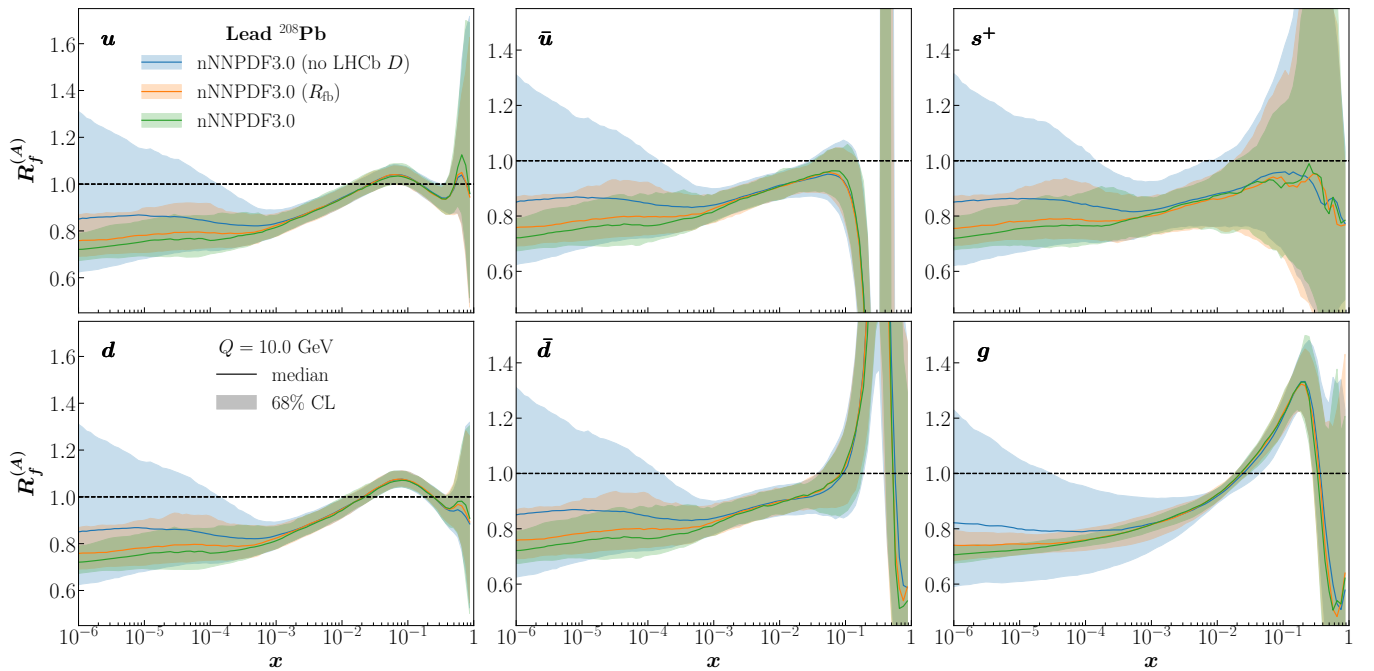 u
Lead ²⁰⁸Pb
nNNPDF3.0 (no LHCb D)
nNNPDF3.0 (R_fb)
nNNPDF3.0
R_f^(A)
1.6
1.4
1.2
1.0
0.8
0.6
ū
1.4
1.2
1.0
0.8
0.6
s⁺
1.4
1.2
1.0
0.8
0.6
d
Q = 10.0 GeV
median
68% CL
R_f^(A)
1.6
1.4
1.2
1.0
0.8
0.6
10⁻⁶ 10⁻⁵ 10⁻⁴ 10⁻³ 10⁻² 10⁻¹ 1
x
d̄
1.4
1.2
1.0
0.8
0.6
10⁻⁶ 10⁻⁵ 10⁻⁴ 10⁻³ 10⁻² 10⁻¹ 1
x
g
1.4
1.2
1.0
0.8
0.6
10⁻⁶ 10⁻⁵ 10⁻⁴ 10⁻³ 10⁻² 10⁻¹ 1
x